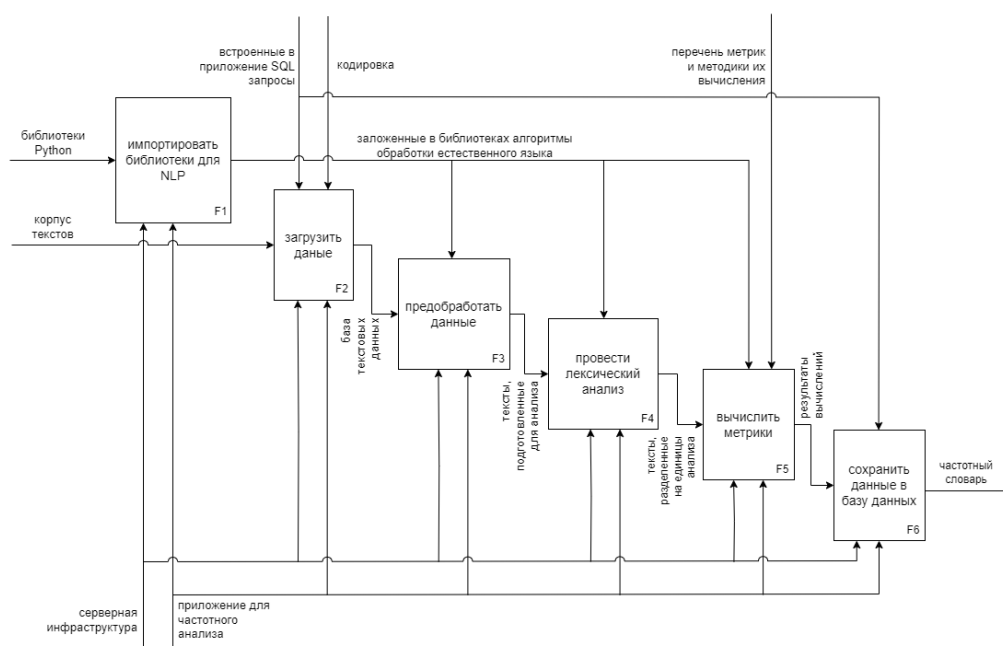 встроенные в
приложение SQL
запросы
кодировка
перечень метрик
и методики их
вычисления
библиотеки
Python
импортировать
библиотеки для
NLP
F1
заложенные в библиотеках алгоритмы
обработки естественного языка
корпус
текстов
загрузить
даные
F2
база
текстовых
данных
предобработать
данные
F3
тексты,
подготовленные
для анализа
провести
лексический
анализ
F4
тексты,
разделенные
на единицы
анализа
вычислить
метрики
F5
результаты
вычислений
сохранить
данные в
базу данных
F6
частотный
словарь
серверная
инфраструктура
приложение для
частотного
анализа